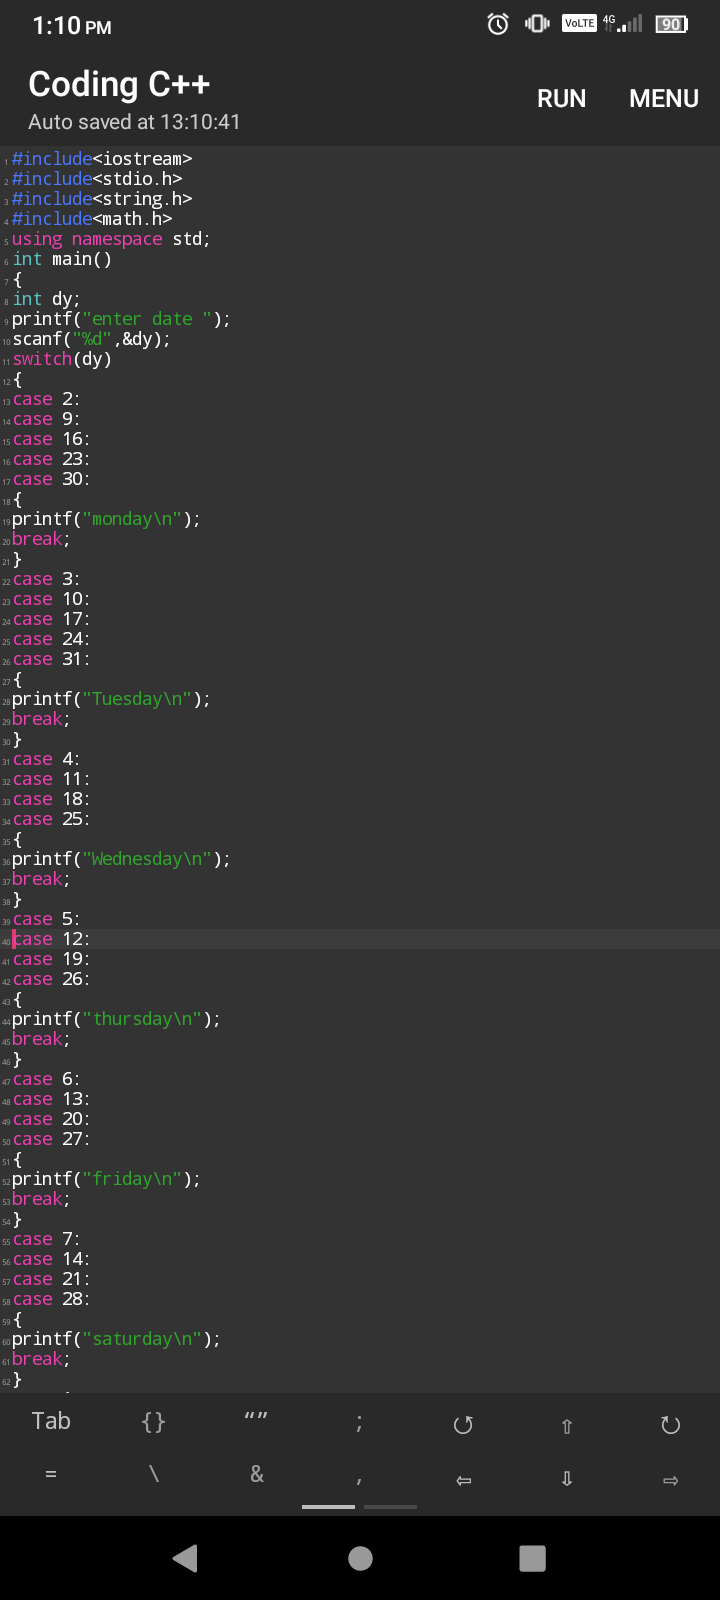 1:10 PM
VoLTE 4G 90
Coding C++
RUN MENU
Auto saved at 13:10:41
1 #include<iostream>
2 #include<stdio.h>
3 #include<string.h>
4 #include<math.h>
5 using namespace std;
6 int main()
7 {
8 int dy;
9 printf("enter date ");
10 scanf("%d",&dy);
11 switch(dy)
12 {
13 case 2:
14 case 9:
15 case 16:
16 case 23:
17 case 30:
18 {
19 printf("monday\n");
20 break;
21 }
22 case 3:
23 case 10:
24 case 17:
25 case 24:
26 case 31:
27 {
28 printf("Tuesday\n");
29 break;
30 }
31 case 4:
32 case 11:
33 case 18:
34 case 25:
35 {
36 printf("Wednesday\n");
37 break;
38 }
39 case 5:
40 case 12:
41 case 19:
42 case 26:
43 {
44 printf("thursday\n");
45 break;
46 }
47 case 6:
48 case 13:
49 case 20:
50 case 27:
51 {
52 printf("friday\n");
53 break;
54 }
55 case 7:
56 case 14:
57 case 21:
58 case 28:
59 {
60 printf("saturday\n");
61 break;
62 }
Tab {} “” ; ↺ ⇧ ↻
= \ & , ⇦ ⇩ ⇨